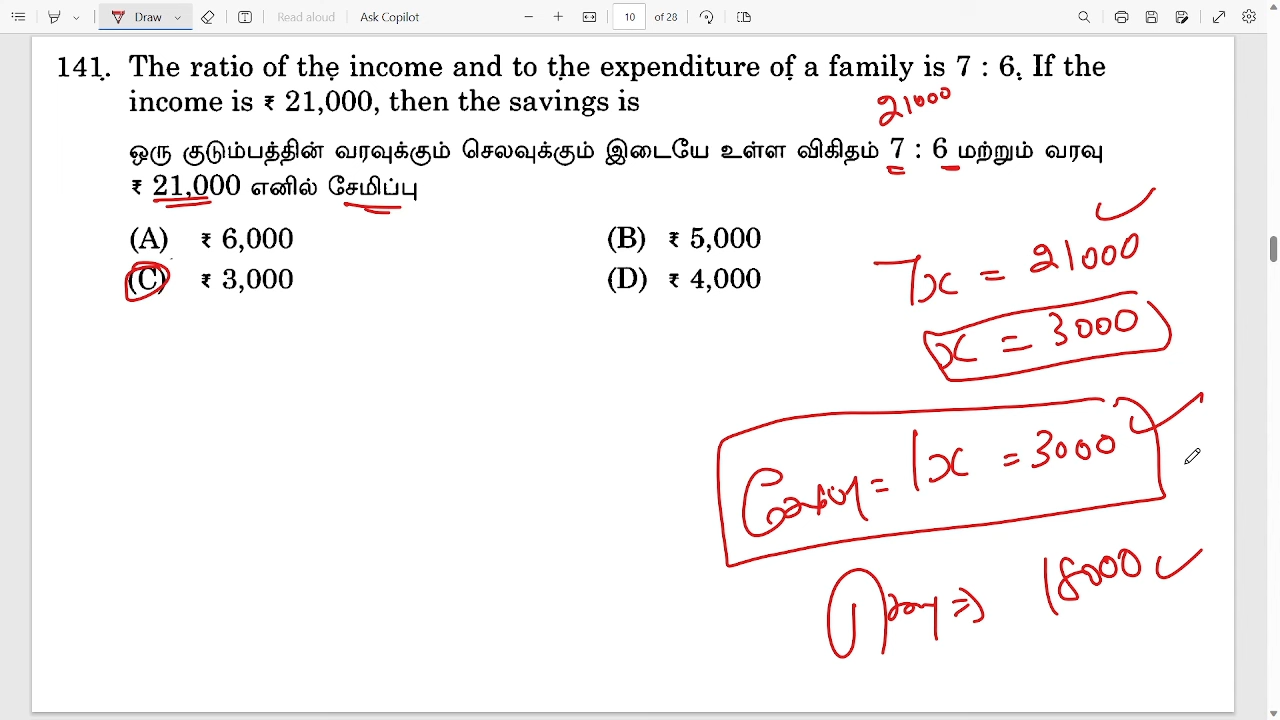 Draw
Read aloud
Ask Copilot
10 of 28
141. The ratio of the income and to the expenditure of a family is 7 : 6. If the
income is ₹ 21,000, then the savings is
21000
ஒரு குடும்பத்தின் வரவுக்கும் செலவுக்கும் இடையே உள்ள விகிதம் 7 : 6 மற்றும் வரவு
₹ 21,000 எனில் சேமிப்பு
(A) ₹ 6,000 (B) ₹ 5,000
(C) ₹ 3,000 (D) ₹ 4,000
7x = 21000
x = 3000
= 1x = 3000
⇒ 18000